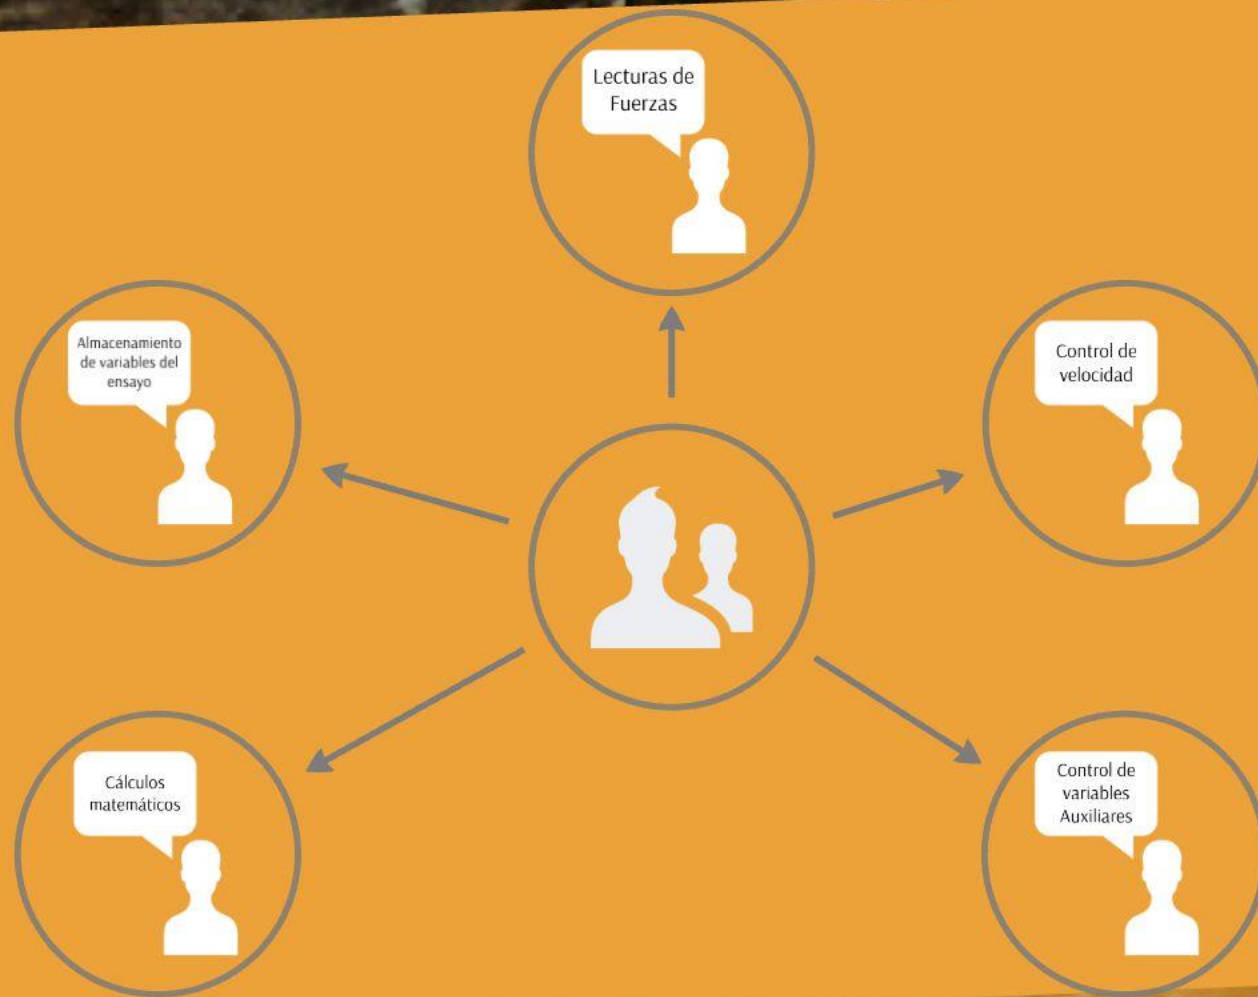 Lecturas de
Fuerzas
Almacenamiento
de variables del
ensayo
Control de
velocidad
Cálculos
matemáticos
Control de
variables
Auxiliares